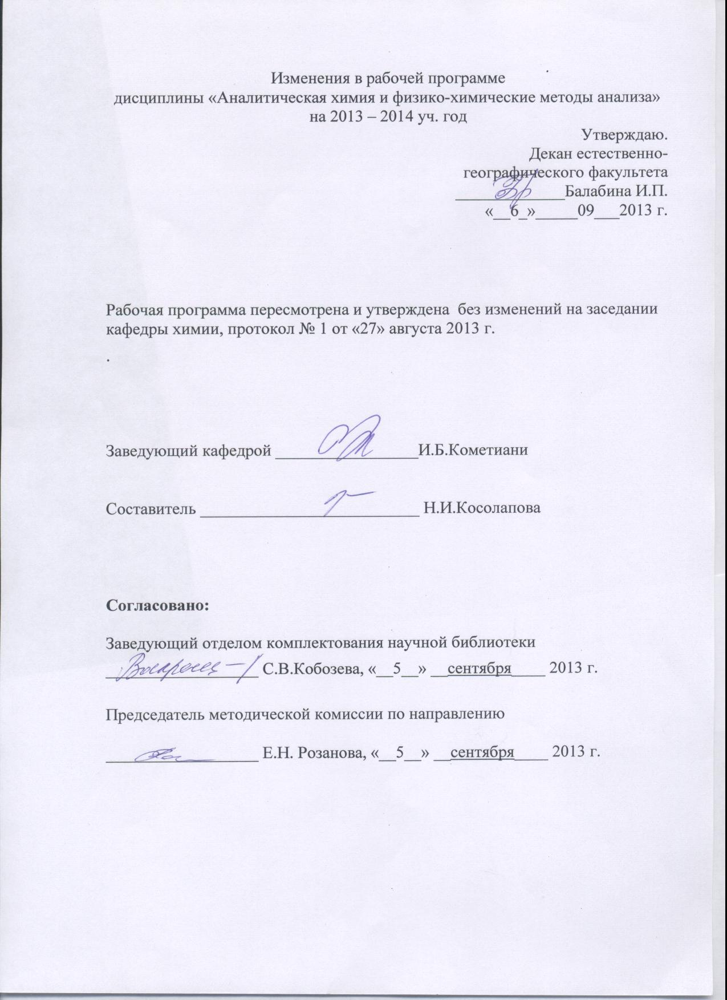 Изменения в рабочей программе
дисциплины «Аналитическая химия и физико-химические методы анализа»
на 2013 – 2014 уч. год
Утверждаю.
Декан естественно-
географического факультета
_____________Балабина И.П.
«__6_»_____09___2013 г.
Рабочая программа пересмотрена и утверждена  без изменений на заседании
кафедры химии, протокол № 1 от «27» августа 2013 г.
.
Заведующий кафедрой _________________И.Б.Кометиани
Составитель __________________________ Н.И.Косолапова
Согласовано:
Заведующий отделом комплектования научной библиотеки
__________________ С.В.Кобозева, «__5__» __сентября____ 2013 г.
Председатель методической комиссии по направлению
__________________ Е.Н. Розанова, «__5__» __сентября____ 2013 г.